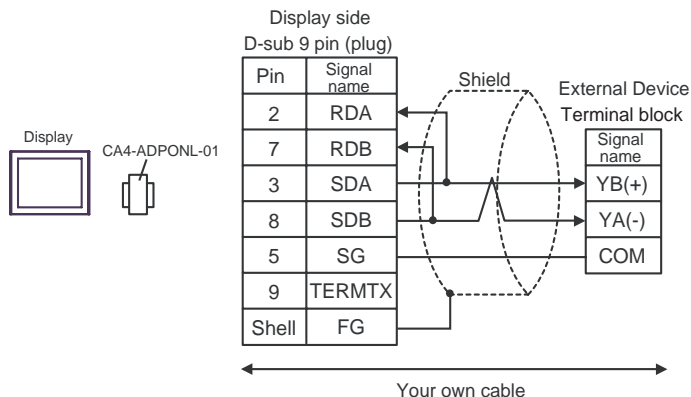 Display side
D-sub 9 pin (plug)
Pin
Signal
name
Shield
External Device
Terminal block
2
RDA
Signal
name
Display
CA4-ADPONL-01
7
RDB
3
SDA
YB(+)
8
SDB
YA(-)
5
SG
COM
9
TERMTX
Shell
FG
Your own cable